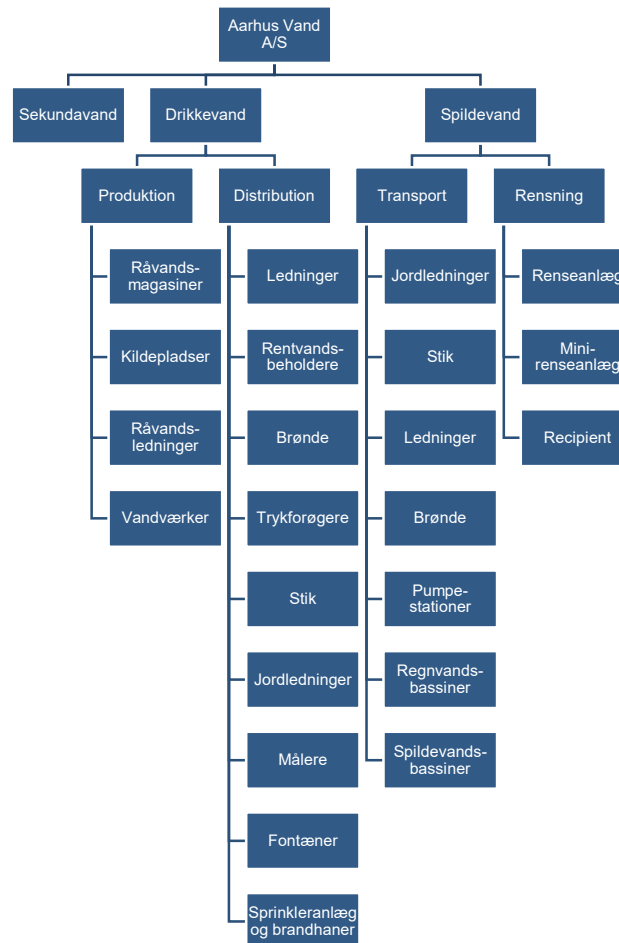 Aarhus Vand
A/S
Sekundavand
Drikkevand
Spildevand
Produktion
Distribution
Transport
Rensning
Råvands-
magasiner
Kildepladser
Råvands-
ledninger
Vandværker
Ledninger
Rentvands-
beholdere
Brønde
Trykforøgere
Stik
Jordledninger
Målere
Fontæner
Sprinkleranlæg
og brandhaner
Jordledninger
Stik
Ledninger
Brønde
Pumpe-
stationer
Regnvands-
bassiner
Spildevands-
bassiner
Renseanlæg
Mini-
renseanlæg
Recipient